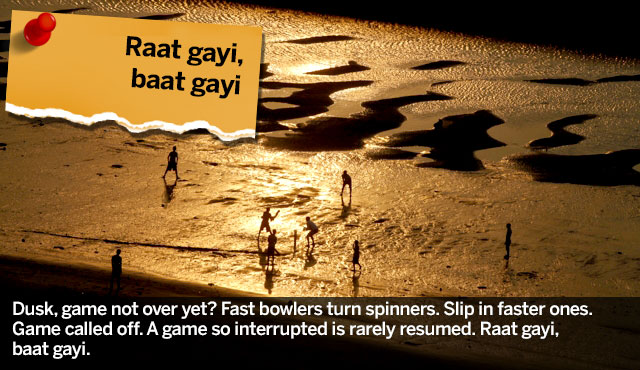 Raat gayi,
baat gayi
Dusk, game not over yet? Fast bowlers turn spinners. Slip in faster ones.
Game called off. A game so interrupted is rarely resumed. Raat gayi,
baat gayi.